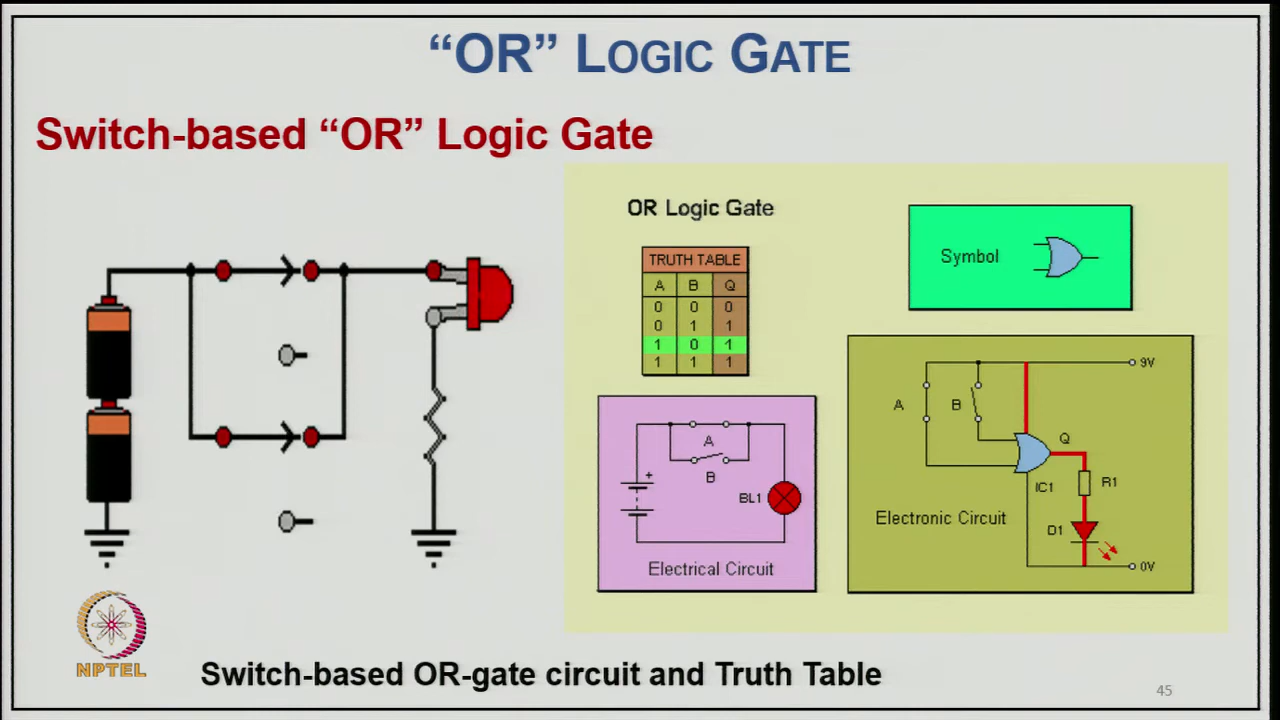 “OR” LOGIC GATE
Switch-based “OR” Logic Gate
OR Logic Gate
TRUTH TABLE
A B Q
0 0 0
0 1 1
1 0 1
1 1 1
Symbol
A
B
+
BL1
Electrical Circuit
9V
A
B
Q
IC1
R1
D1
Electronic Circuit
0V
NPTEL
Switch-based OR-gate circuit and Truth Table
45